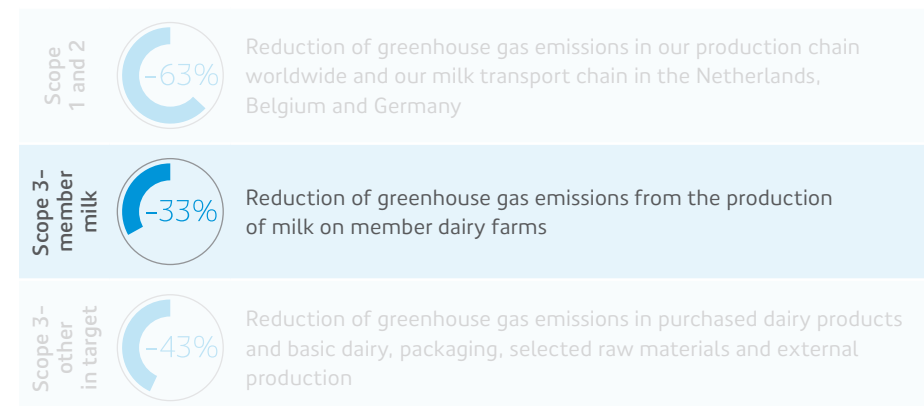 Scope
1 and 2
-63%
Reduction of greenhouse gas emissions in our production chain
worldwide and our milk transport chain in the Netherlands,
Belgium and Germany
Scope 3-
member
milk
-33%
Reduction of greenhouse gas emissions from the production
of milk on member dairy farms
Scope 3-
other
in target
-43%
Reduction of greenhouse gas emissions in purchased dairy products
and basic dairy, packaging, selected raw materials and external
production